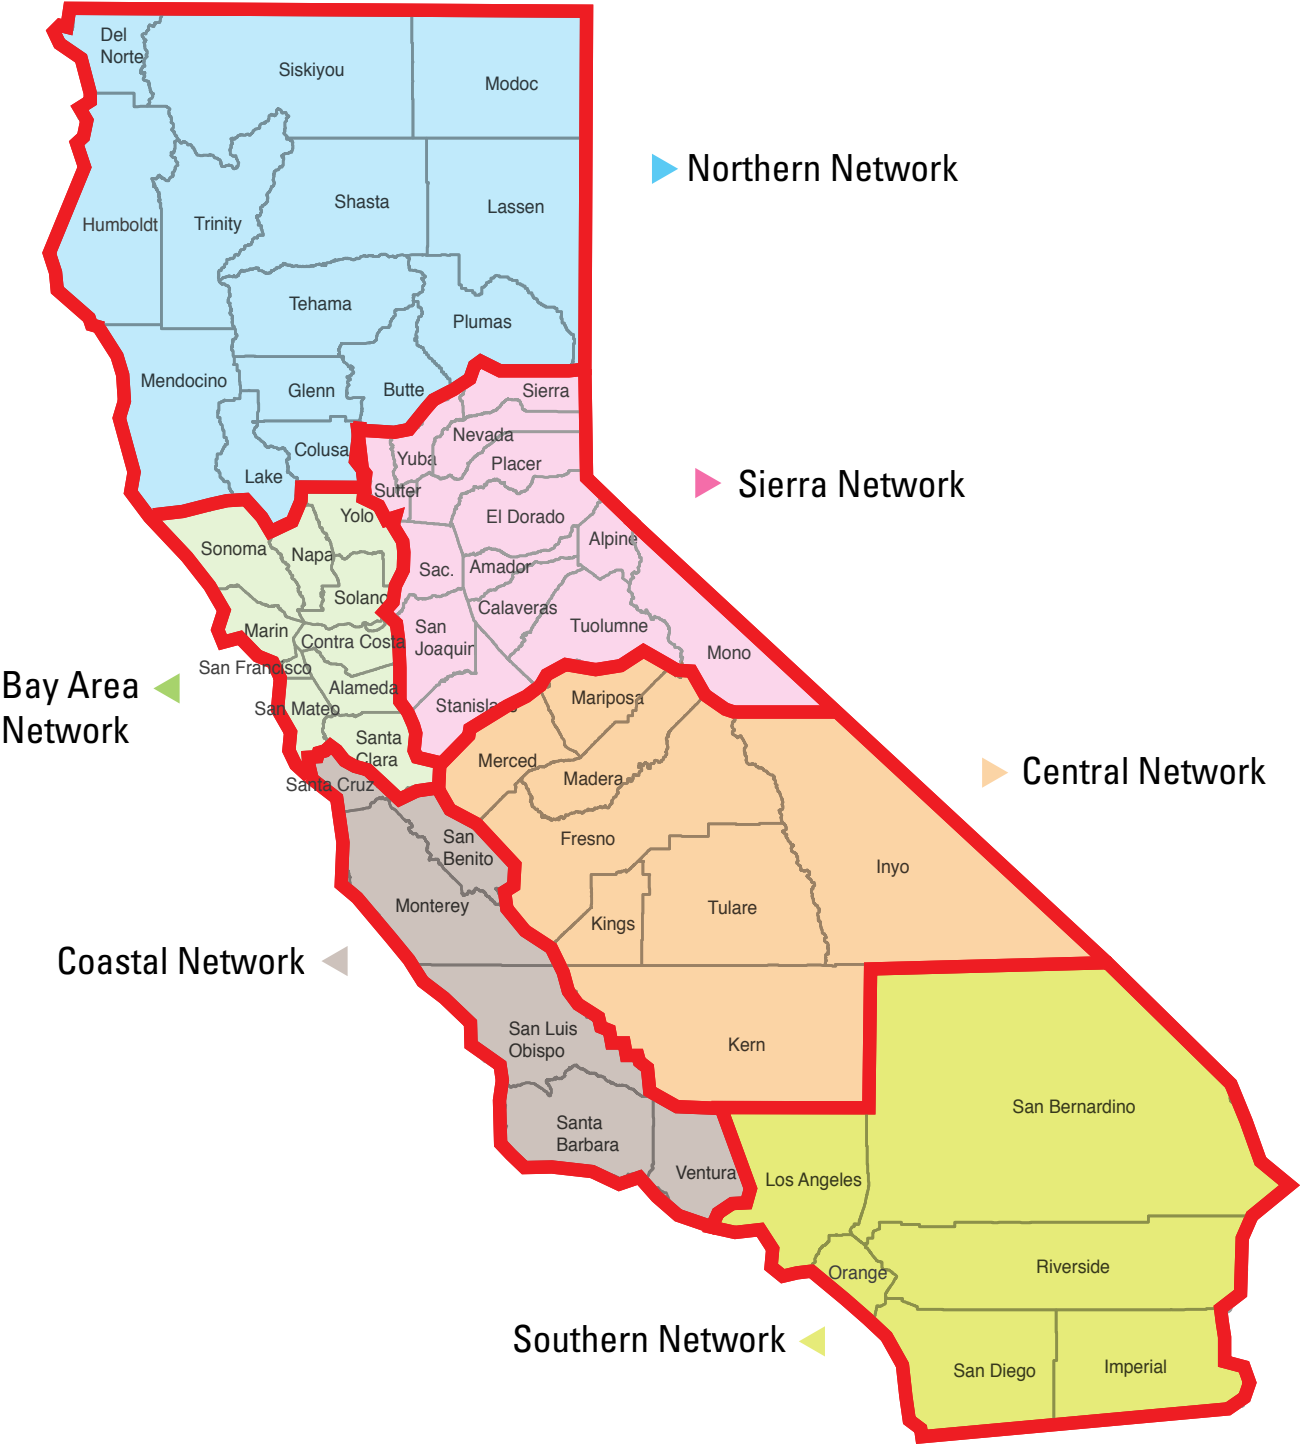 Del
Norte
Siskiyou
Modoc
Northern Network
Shasta
Lassen
Humboldt
Trinity
Tehama
Plumas
Mendocino
Glenn
Butte
Sierra
Nevada
Colusa
Yuba
Placer
Lake
Sutter
Sierra Network
Yolo
El Dorado
Alpine
Sonoma
Napa
Sac.
Amador
Solano
Calaveras
Marin
Contra Costa
San
Joaquin
Tuolumne
Mono
San Francisco
Bay Area
Network
Alameda
San Mateo
Stanislaus
Mariposa
Santa
Clara
Merced
Madera
Central Network
Santa Cruz
San
Benito
Fresno
Inyo
Monterey
Kings
Tulare
Coastal Network
San Luis
Obispo
Kern
Santa
Barbara
San Bernardino
Ventura
Los Angeles
Orange
Riverside
Southern Network
San Diego
Imperial